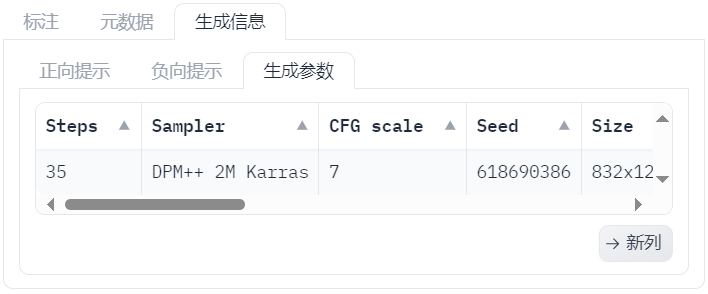 标注 元数据 生成信息
正向提示 负向提示 生成参数
Steps Sampler CFG scale Seed Size
35 DPM++ 2M Karras 7 618690386 832x12
→ 新列